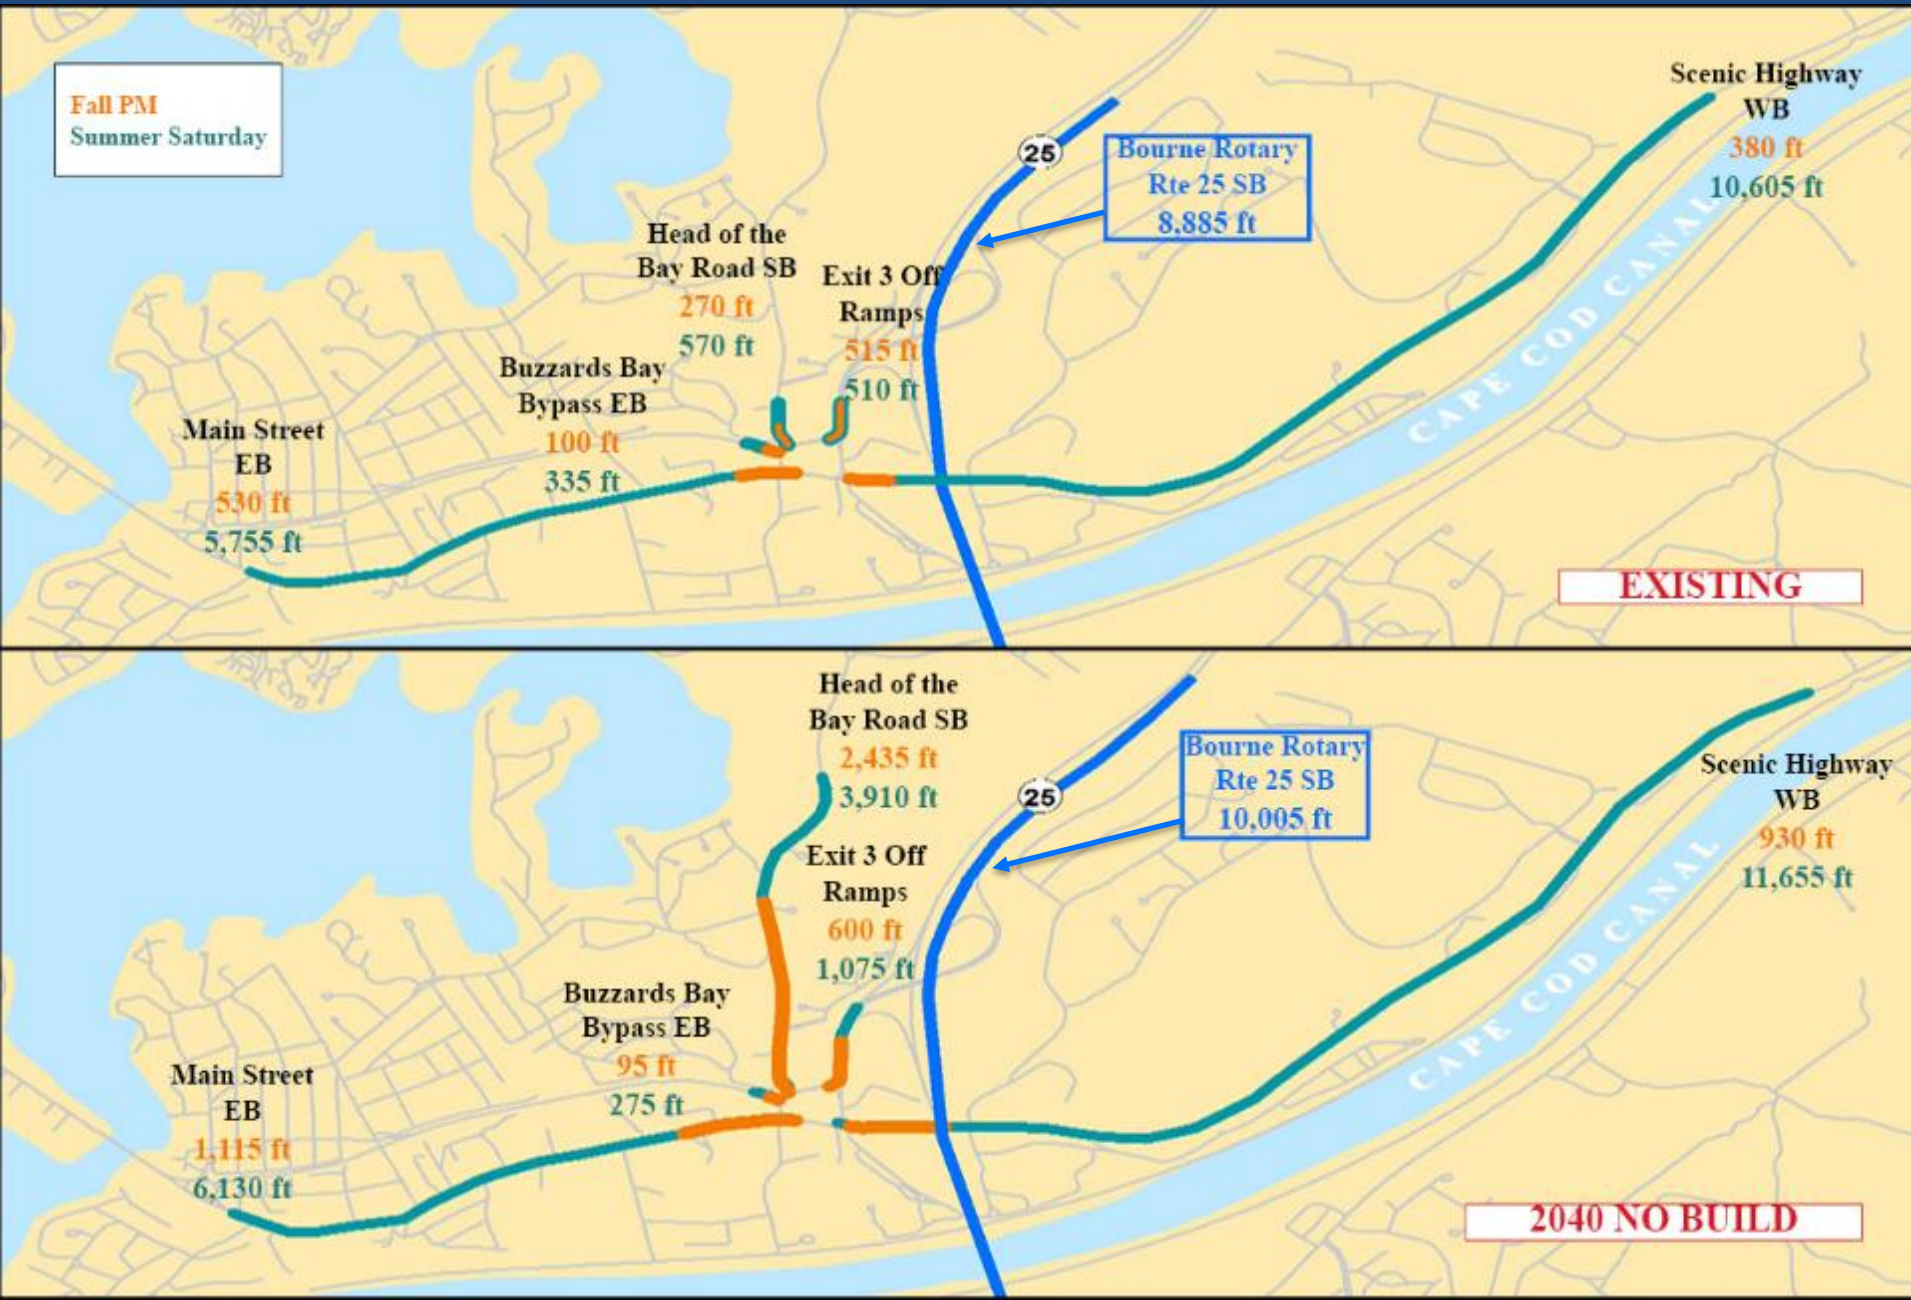 Fall PM
Summer Saturday
Scenic Highway
WB
380 ft
10,605 ft
25
Bourne Rotary
Rte 25 SB
8,885 ft
Head of the
Bay Road SB
270 ft
570 ft
Exit 3 Off
Ramps
515 ft
510 ft
Buzzards Bay
Bypass EB
100 ft
335 ft
Main Street
EB
530 ft
5,755 ft
CAPE COD CANAL
EXISTING
Head of the
Bay Road SB
2,435 ft
3,910 ft
Bourne Rotary
Rte 25 SB
10,005 ft
25
Scenic Highway
WB
930 ft
11,655 ft
Exit 3 Off
Ramps
600 ft
1,075 ft
Buzzards Bay
Bypass EB
95 ft
275 ft
Main Street
EB
1,115 ft
6,130 ft
CAPE COD CANAL
2040 NO BUILD